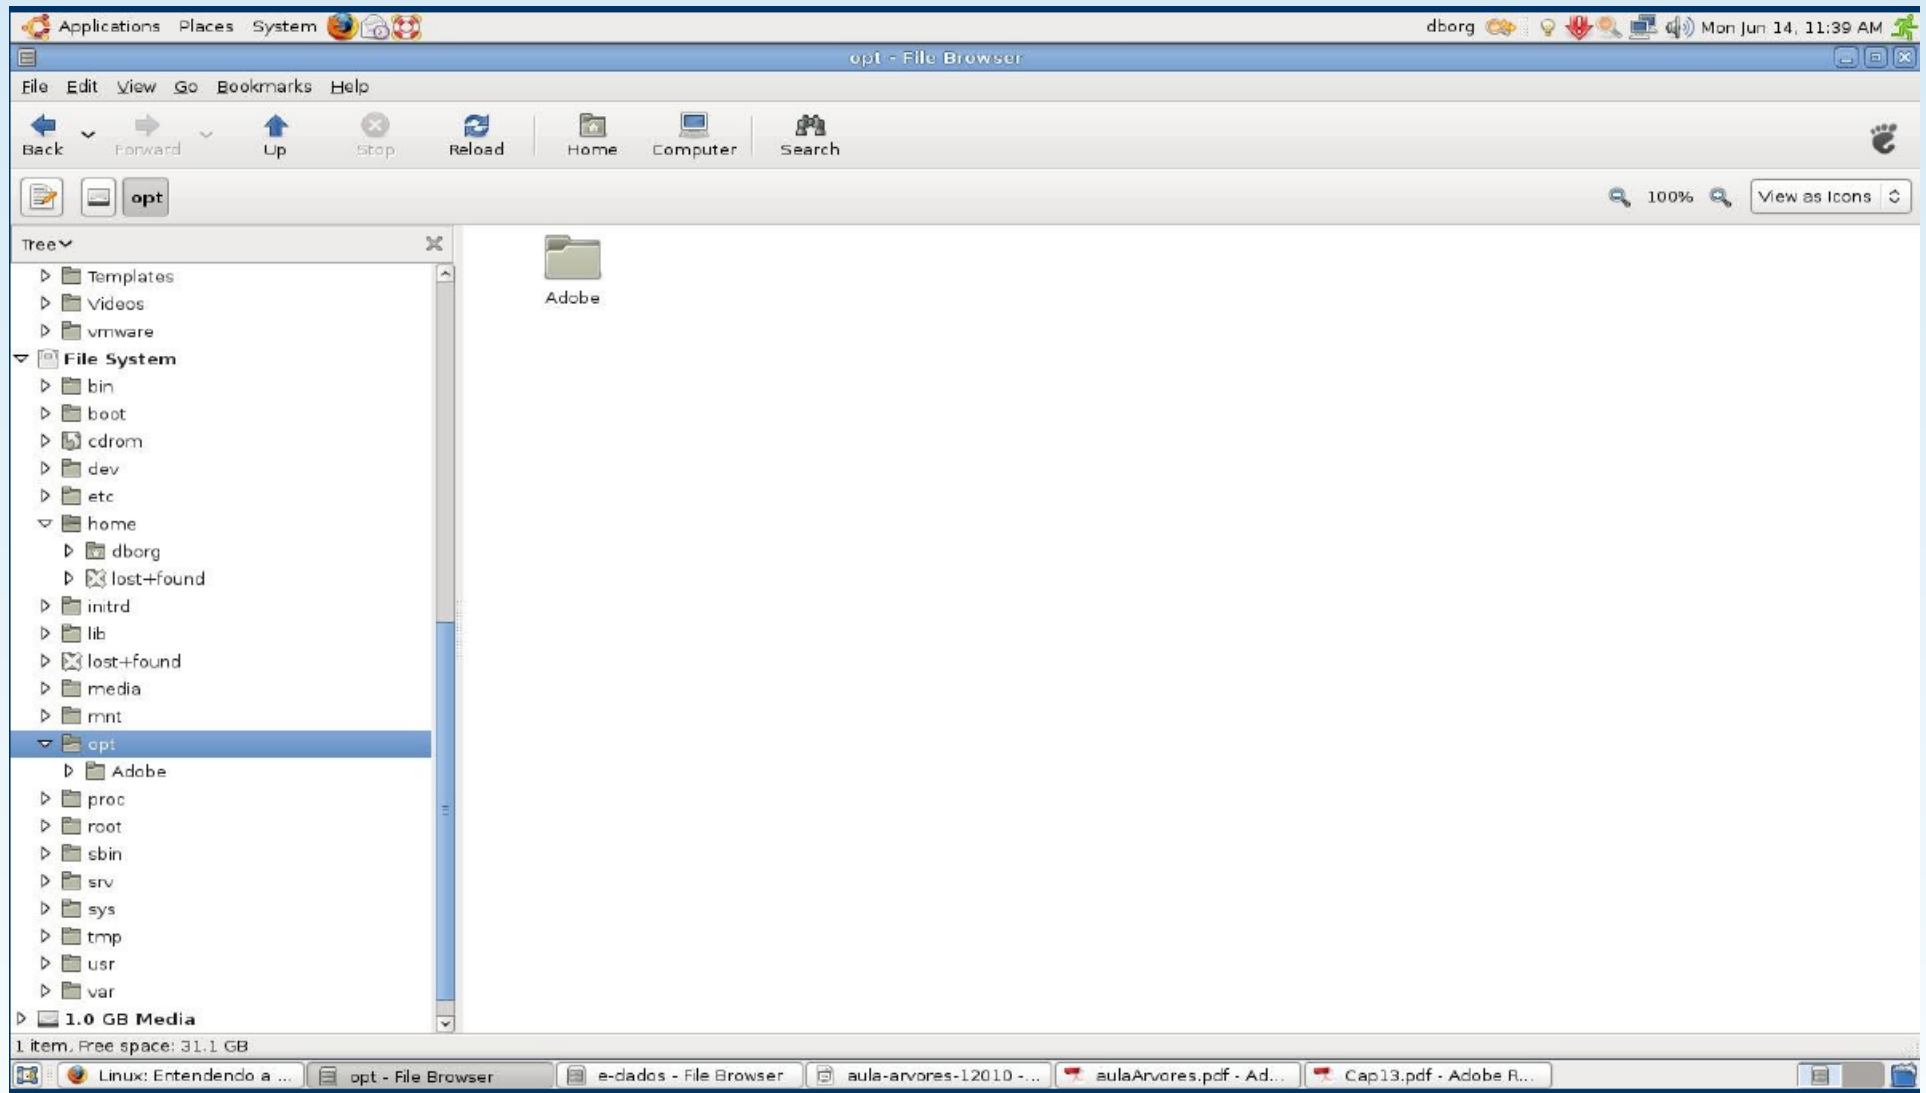 Applications Places System dborg Mon Jun 14, 11:39 AM
opt - File Browser
File Edit View Go Bookmarks Help
Back Forward Up Stop Reload Home Computer Search
opt 100% View as Icons
Tree
Templates
Videos
vmware
File System
bin
boot
cdrom
dev
etc
home
dborg
lost+found
initrd
lib
lost+found
media
mnt
opt
Adobe
proc
root
sbin
srv
sys
tmp
usr
var
1.0 GB Media
Adobe
1 item, Free space: 31.1 GB
Linux: Entendendo a ... opt - File Browser e-dados - File Browser aula-arvores-12010 -... aulaArvores.pdf - Ad... Cap13.pdf - Adobe R...